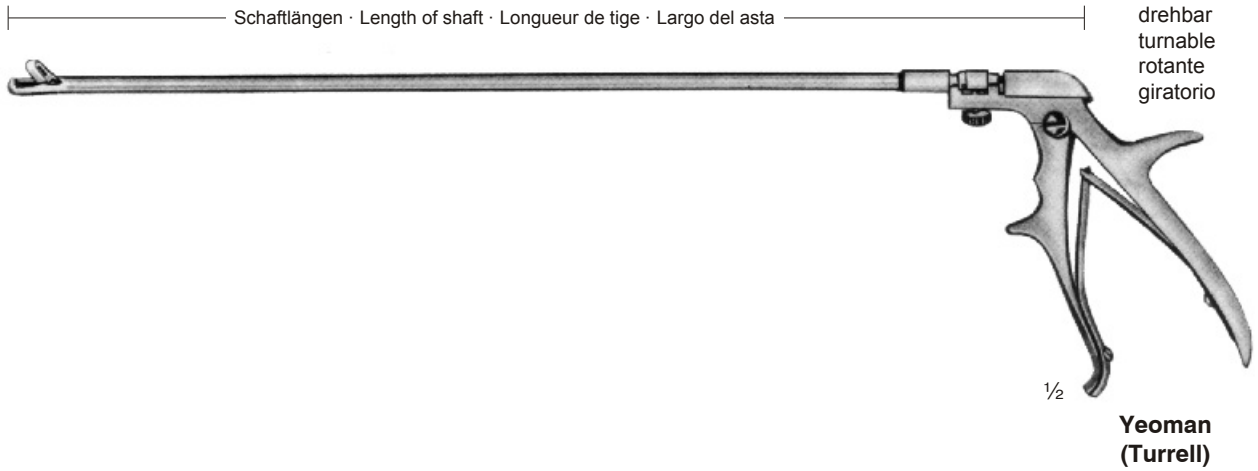 Schaftlängen · Length of shaft · Longueur de tige · Largo del asta
drehbar
turnable
rotante
giratorio
½
Yeoman
(Turrell)